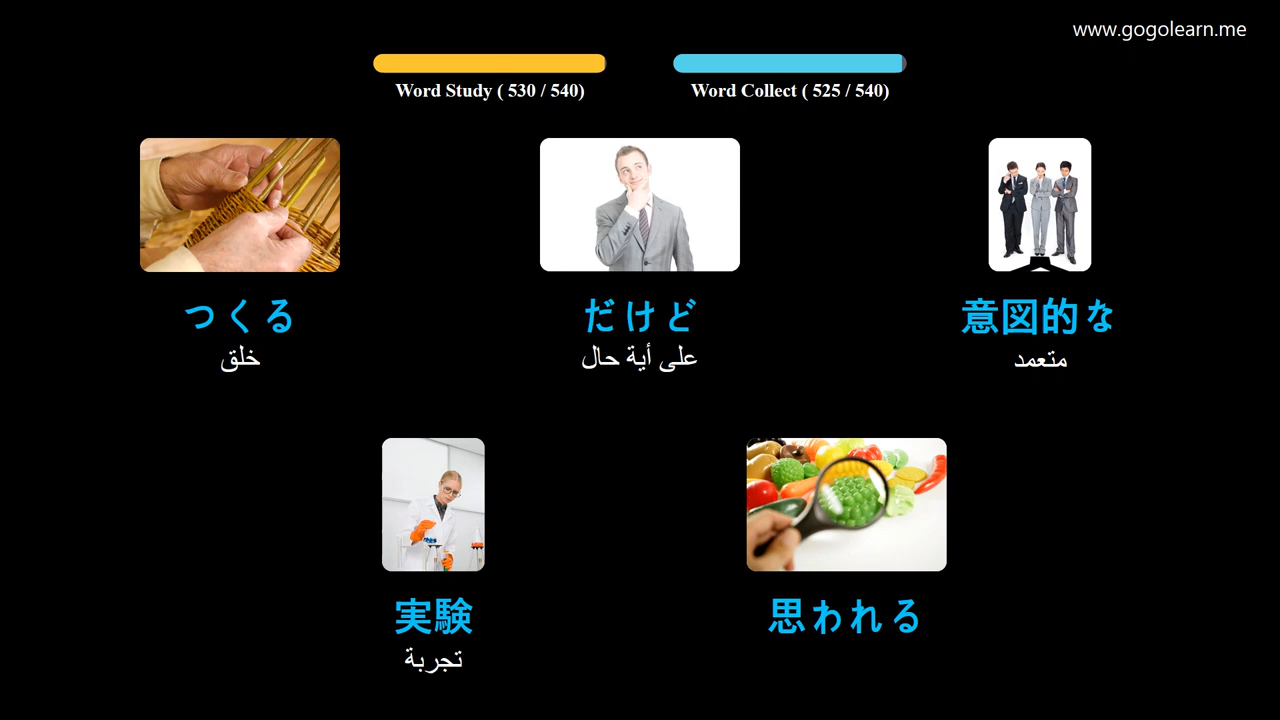 www.gogolearn.me
Word Study ( 530 / 540)
Word Collect ( 525 / 540)
つくる
خلق
だけど
على أية حال
意図的な
متعمد
実験
تجربة
思われる